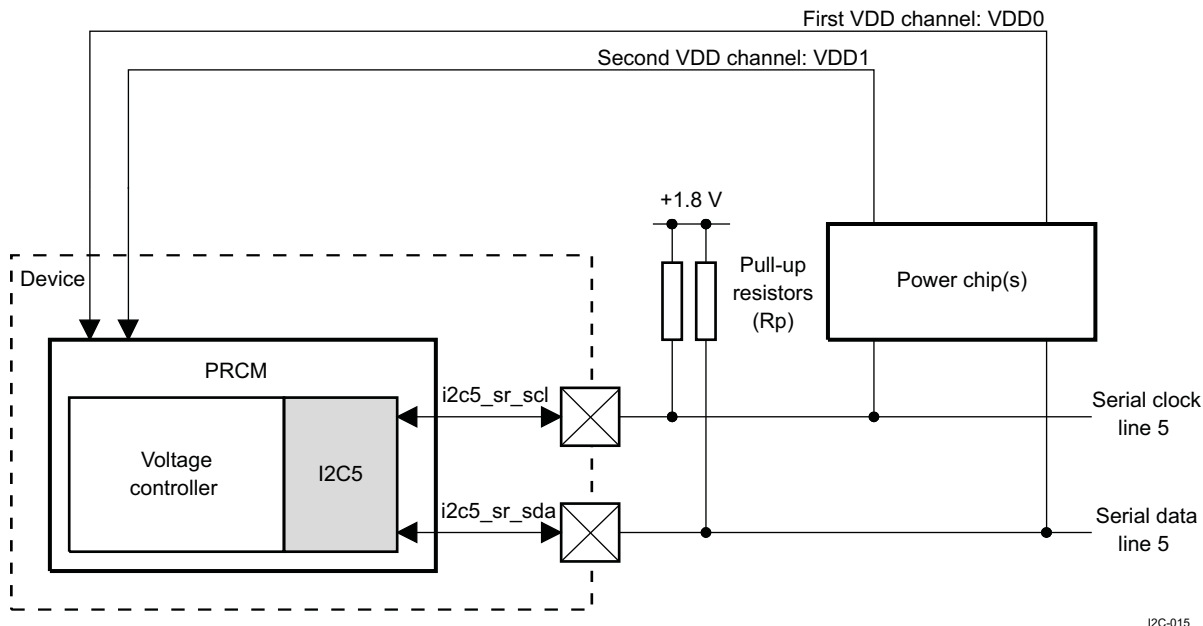 First VDD channel: VDD0
Second VDD channel: VDD1
+1.8 V
Device
Pull-up
resistors
(Rp)
Power chip(s)
PRCM
i2c5_sr_scl
Serial clock
line 5
Voltage
controller
I2C5
i2c5_sr_sda
Serial data
line 5
I2C-015